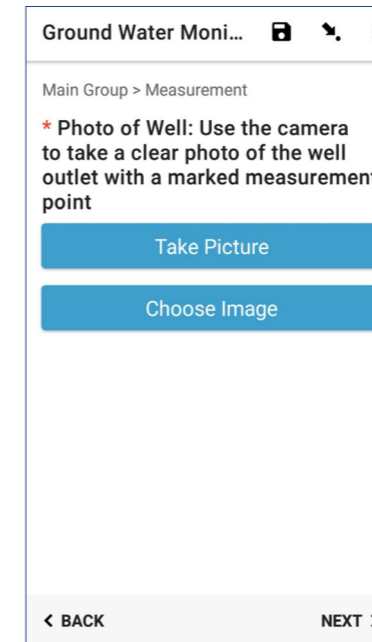 Ground Water Moni...
Main Group > Measurement
* Photo of Well: Use the camera
to take a clear photo of the well
outlet with a marked measurement
point
Take Picture
Choose Image
< BACK
NEXT >